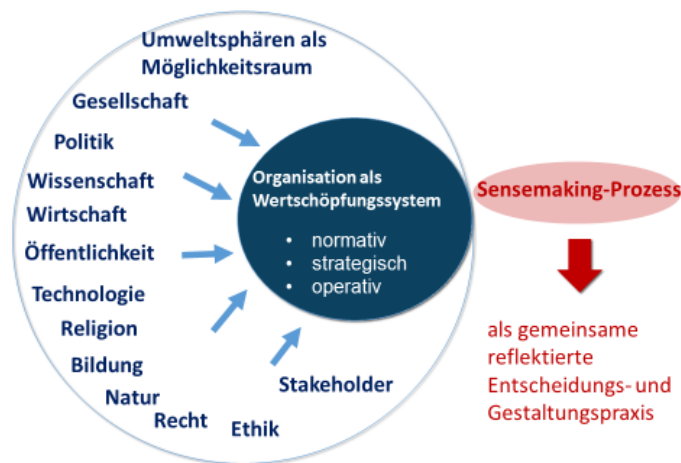 Umweltsphären als
Möglichkeitsraum
Gesellschaft
Politik
Wissenschaft
Wirtschaft
Öffentlichkeit
Technologie
Religion
Bildung
Natur
Recht
Ethik
Stakeholder
Organisation als
Wertschöpfungssystem
• normativ
• strategisch
• operativ
Sensemaking-Prozess
als gemeinsame
reflektierte
Entscheidungs- und
Gestaltungspraxis